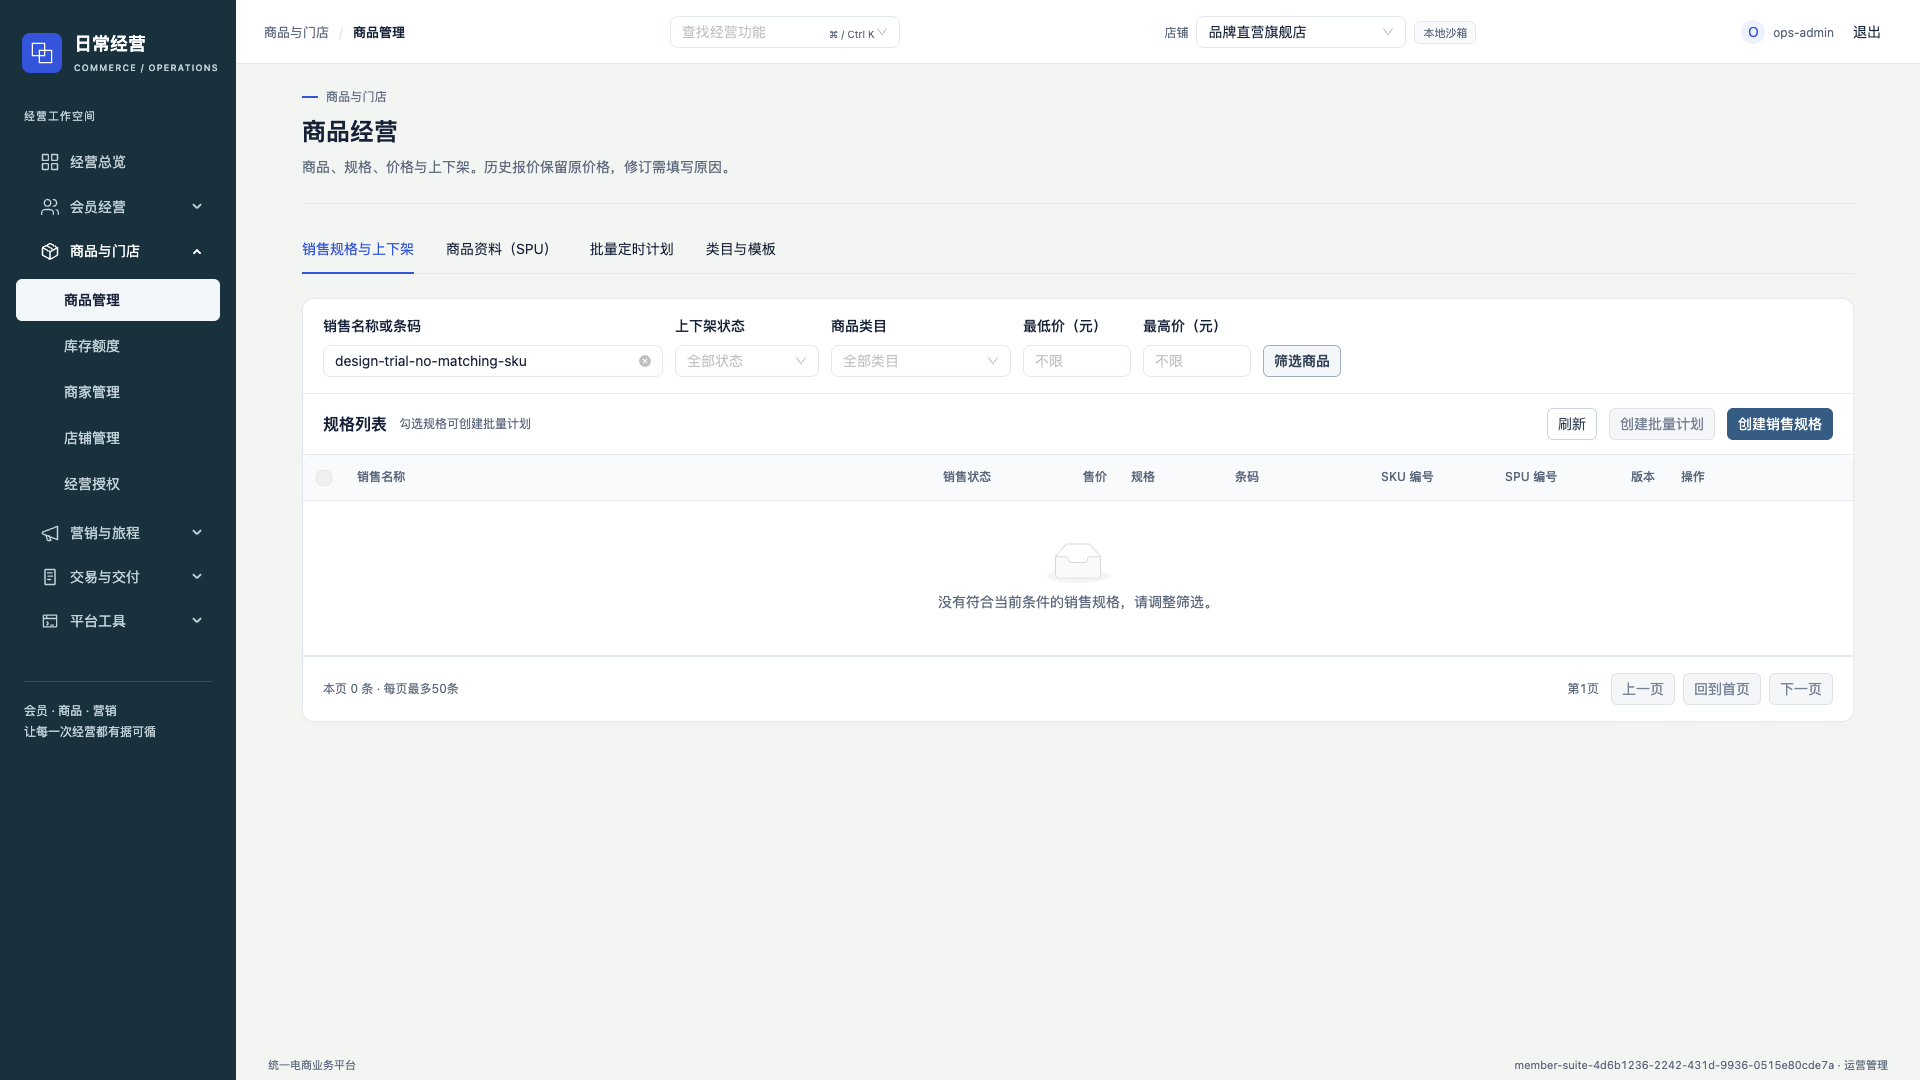 日常经营
COMMERCE / OPERATIONS
经营工作空间
经营总览
会员经营
商品与门店
商品管理
库存额度
商家管理
店铺管理
经营授权
营销与旅程
交易与交付
平台工具
会员 · 商品 · 营销
让每一次经营都有据可循
商品与门店 / 商品管理
查找经营功能 ⌘ / Ctrl K
店铺 品牌直营旗舰店 本地沙箱
O ops-admin 退出
商品与门店
商品经营
商品、规格、价格与上下架。历史报价保留原价格，修订需填写原因。
销售规格与上下架 商品资料（SPU） 批量定时计划 类目与模板
销售名称或条码 上下架状态 商品类目 最低价（元） 最高价（元）
design-trial-no-matching-sku 全部状态 全部类目 不限 不限 筛选商品
规格列表 勾选规格可创建批量计划 刷新 创建批量计划 创建销售规格
销售名称 销售状态 售价 规格 条码 SKU 编号 SPU 编号 版本 操作
没有符合当前条件的销售规格，请调整筛选。
本页 0 条 · 每页最多50条 第1页 上一页 回到首页 下一页
统一电商业务平台 member-suite-4d6b1236-2242-431d-9936-0515e80cde7a · 运营管理